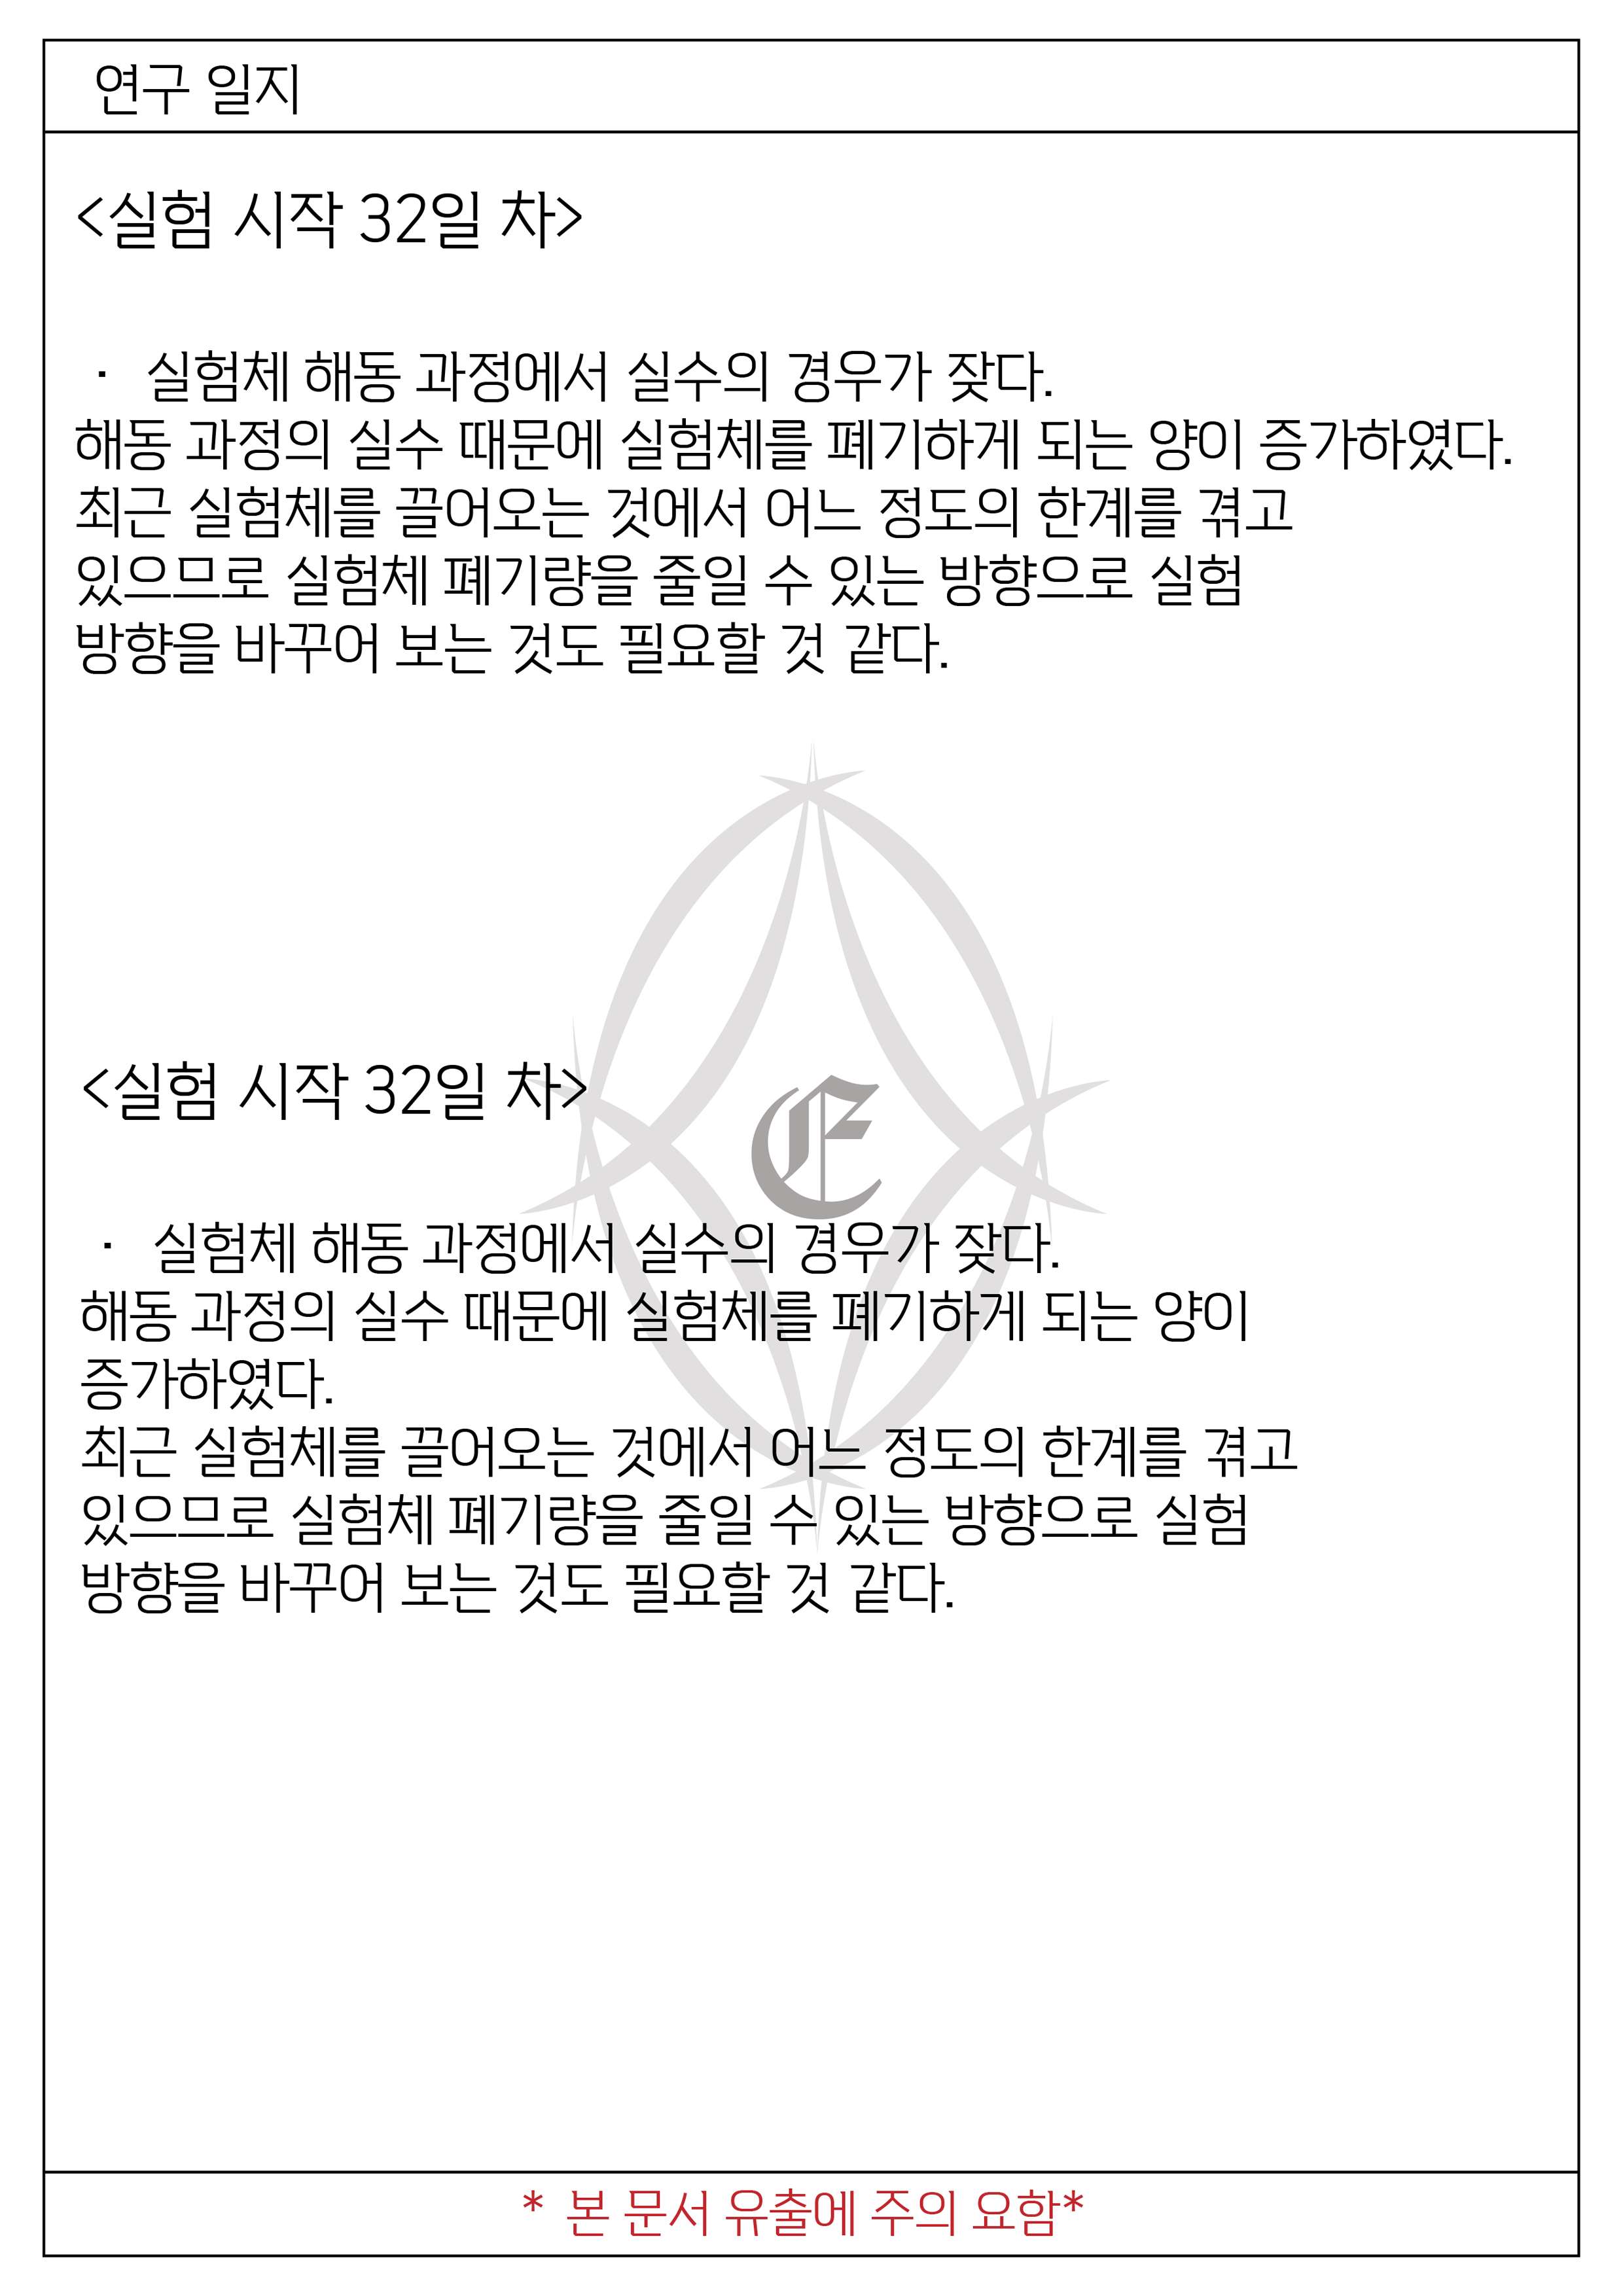 연구 일지
<실험 시작 32일 차>
· 실험체 해동 과정에서 실수의 경우가 잦다.
해동 과정의 실수 때문에 실험체를 폐기하게 되는 양이 증가하였다.
최근 실험체를 끌어오는 것에서 어느 정도의 한계를 겪고
있으므로 실험체 폐기량을 줄일 수 있는 방향으로 실험
방향을 바꾸어 보는 것도 필요할 것 같다.
E
<실험 시작 32일 차>
· 실험체 해동 과정에서 실수의 경우가 잦다.
해동 과정의 실수 때문에 실험체를 폐기하게 되는 양이
증가하였다.
최근 실험체를 끌어오는 것에서 어느 정도의 한계를 겪고
있으므로 실험체 폐기량을 줄일 수 있는 방향으로 실험
방향을 바꾸어 보는 것도 필요할 것 같다.
* 본 문서 유출에 주의 요함*